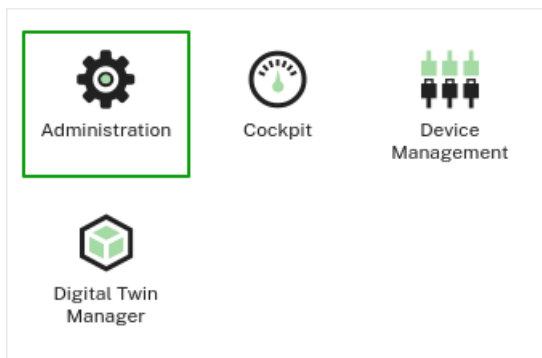 Administration
Cockpit
Device
Management
Digital Twin
Manager